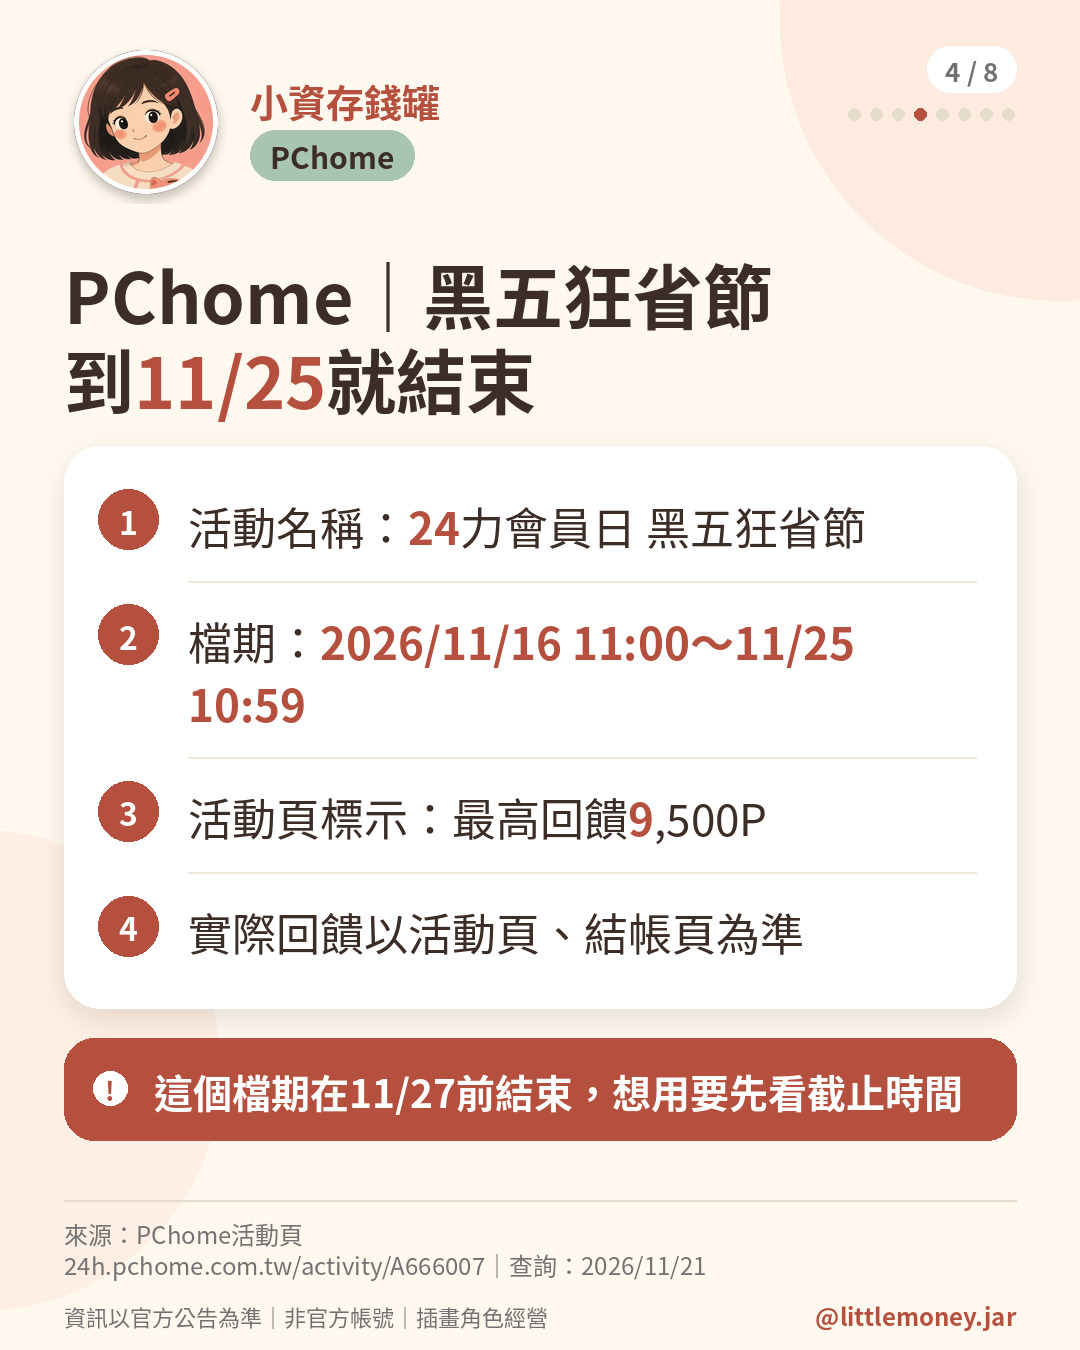 小資存錢罐
PChome
4 / 8
PChome｜黑五狂省節
到11/25就結束
1 活動名稱：24力會員日 黑五狂省節
2 檔期：2026/11/16 11:00～11/25
10:59
3 活動頁標示：最高回饋9,500P
4 實際回饋以活動頁、結帳頁為準
! 這個檔期在11/27前結束，想用要先看截止時間
來源：PChome活動頁
24h.pchome.com.tw/activity/A666007｜查詢：2026/11/21
資訊以官方公告為準｜非官方帳號｜插畫角色經營
@littlemoney.jar